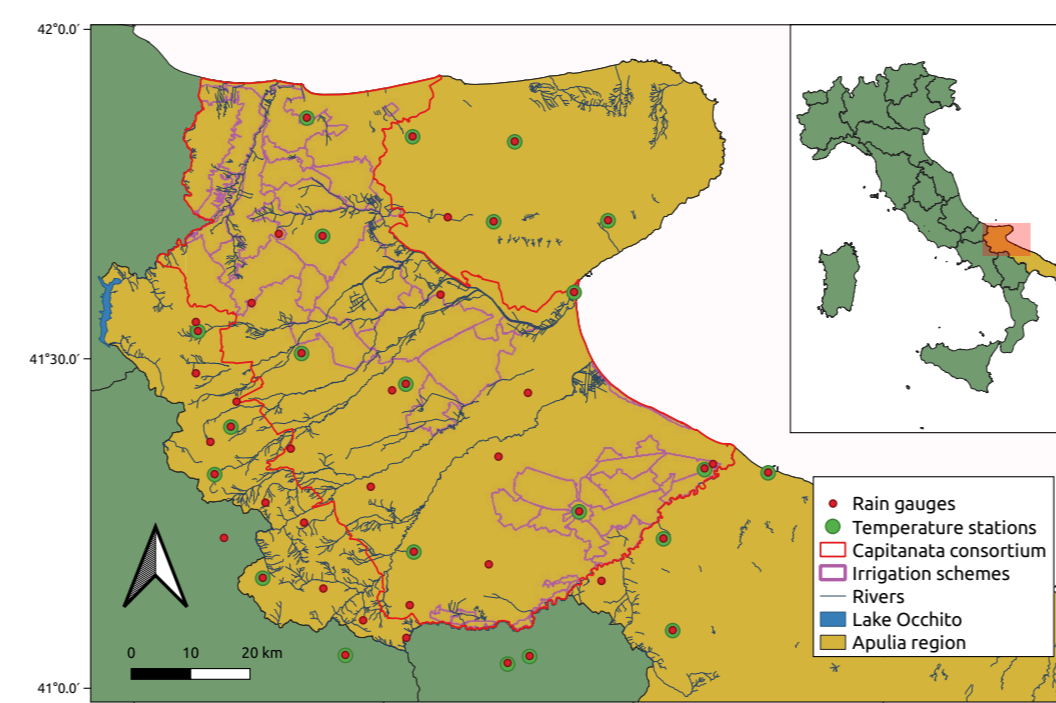 42°0.0′
41°30.0′
41°0.0′
0 10 20 km
Rain gauges
Temperature stations
Capitanata consortium
Irrigation schemes
Rivers
Lake Occhito
Apulia region